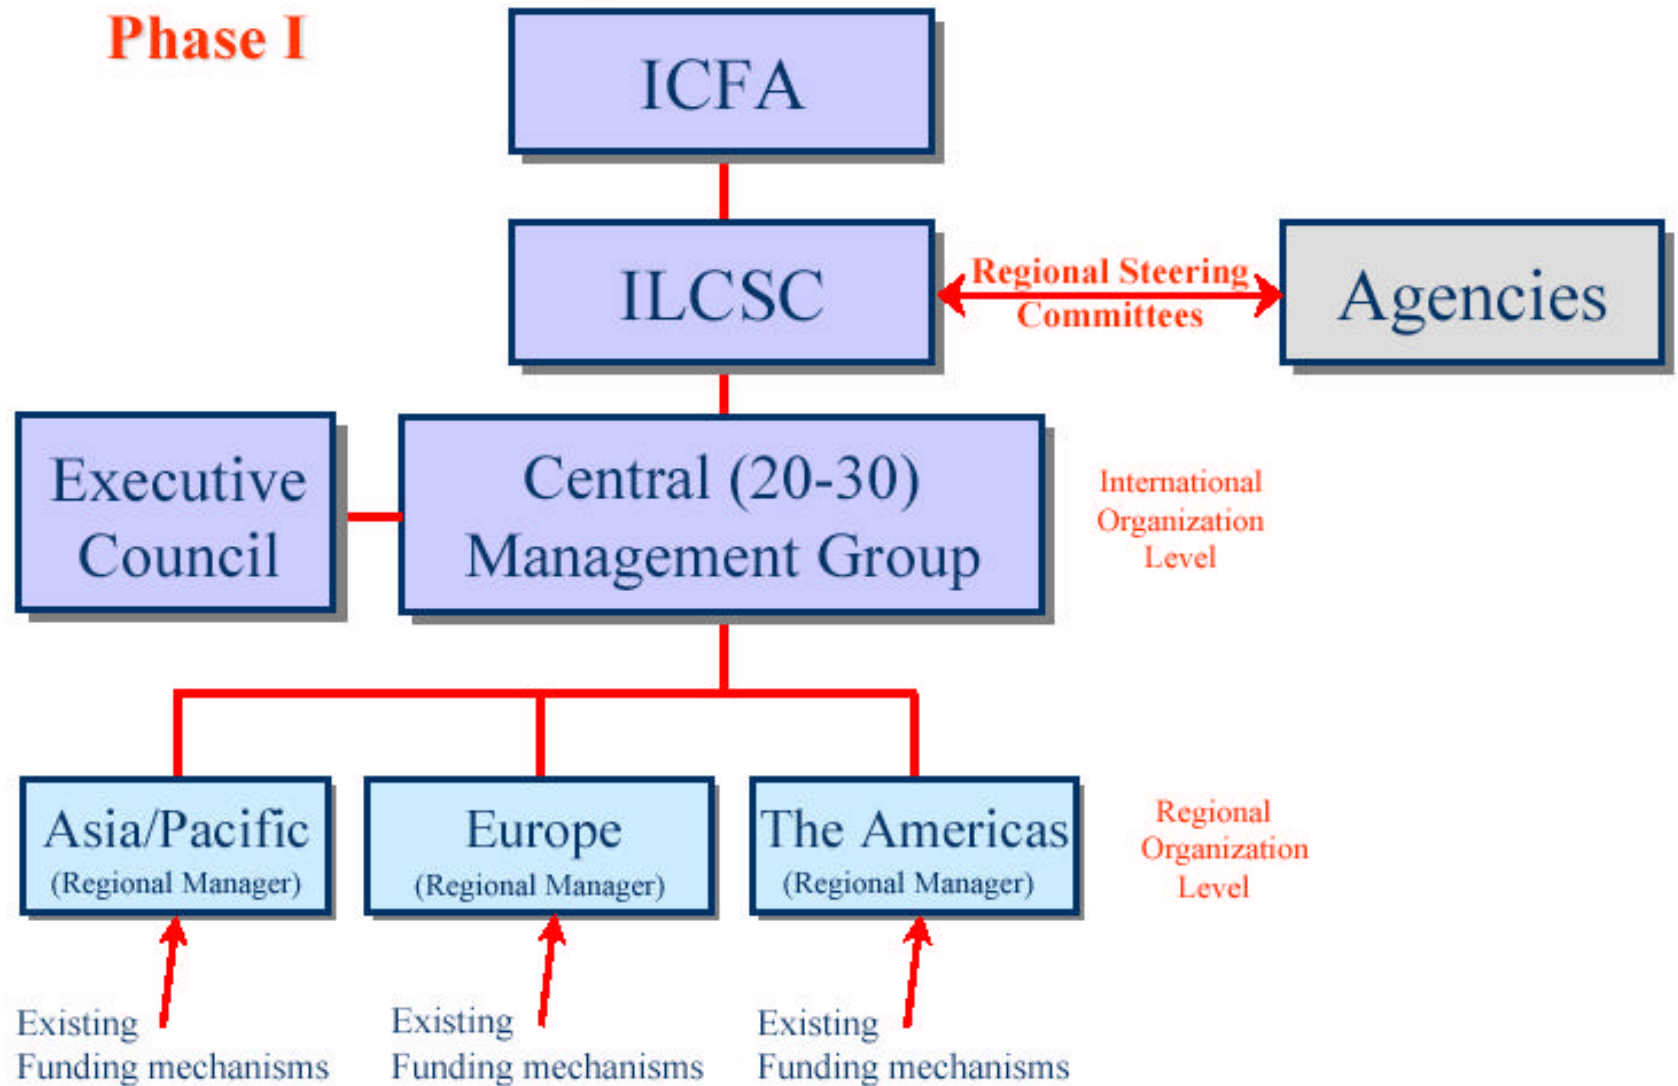 Phase I
ICFA
ILCSC
Regional Steering
Committees
Agencies
Executive
Council
Central (20-30)
Management Group
International
Organization
Level
Asia/Pacific
(Regional Manager)
Europe
(Regional Manager)
The Americas
(Regional Manager)
Regional
Organization
Level
Existing
Funding mechanisms
Existing
Funding mechanisms
Existing
Funding mechanisms